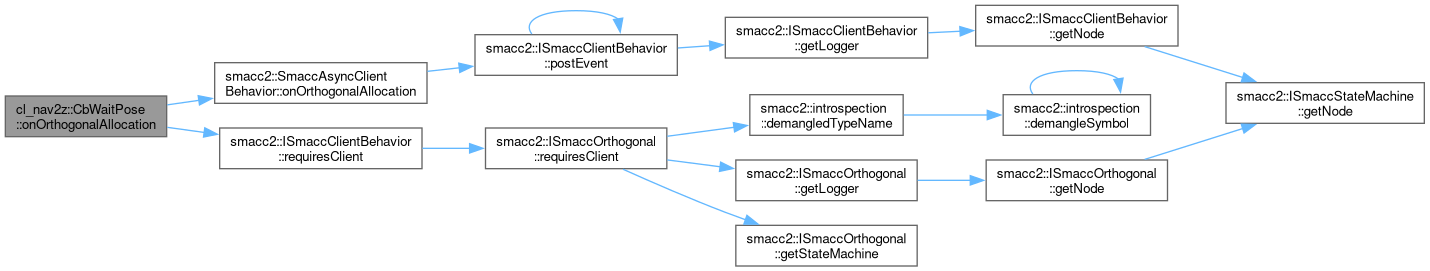 cl_nav2z::CbWaitPose
::onOrthogonalAllocation
smacc2::SmaccAsyncClient
Behavior::onOrthogonalAllocation
smacc2::ISmaccClientBehavior
::postEvent
smacc2::ISmaccClientBehavior
::getLogger
smacc2::ISmaccClientBehavior
::getNode
smacc2::ISmaccStateMachine
::getNode
smacc2::ISmaccClientBehavior
::requiresClient
smacc2::ISmaccOrthogonal
::requiresClient
smacc2::introspection
::demangledTypeName
smacc2::introspection
::demangleSymbol
smacc2::ISmaccOrthogonal
::getLogger
smacc2::ISmaccOrthogonal
::getNode
smacc2::ISmaccOrthogonal
::getStateMachine